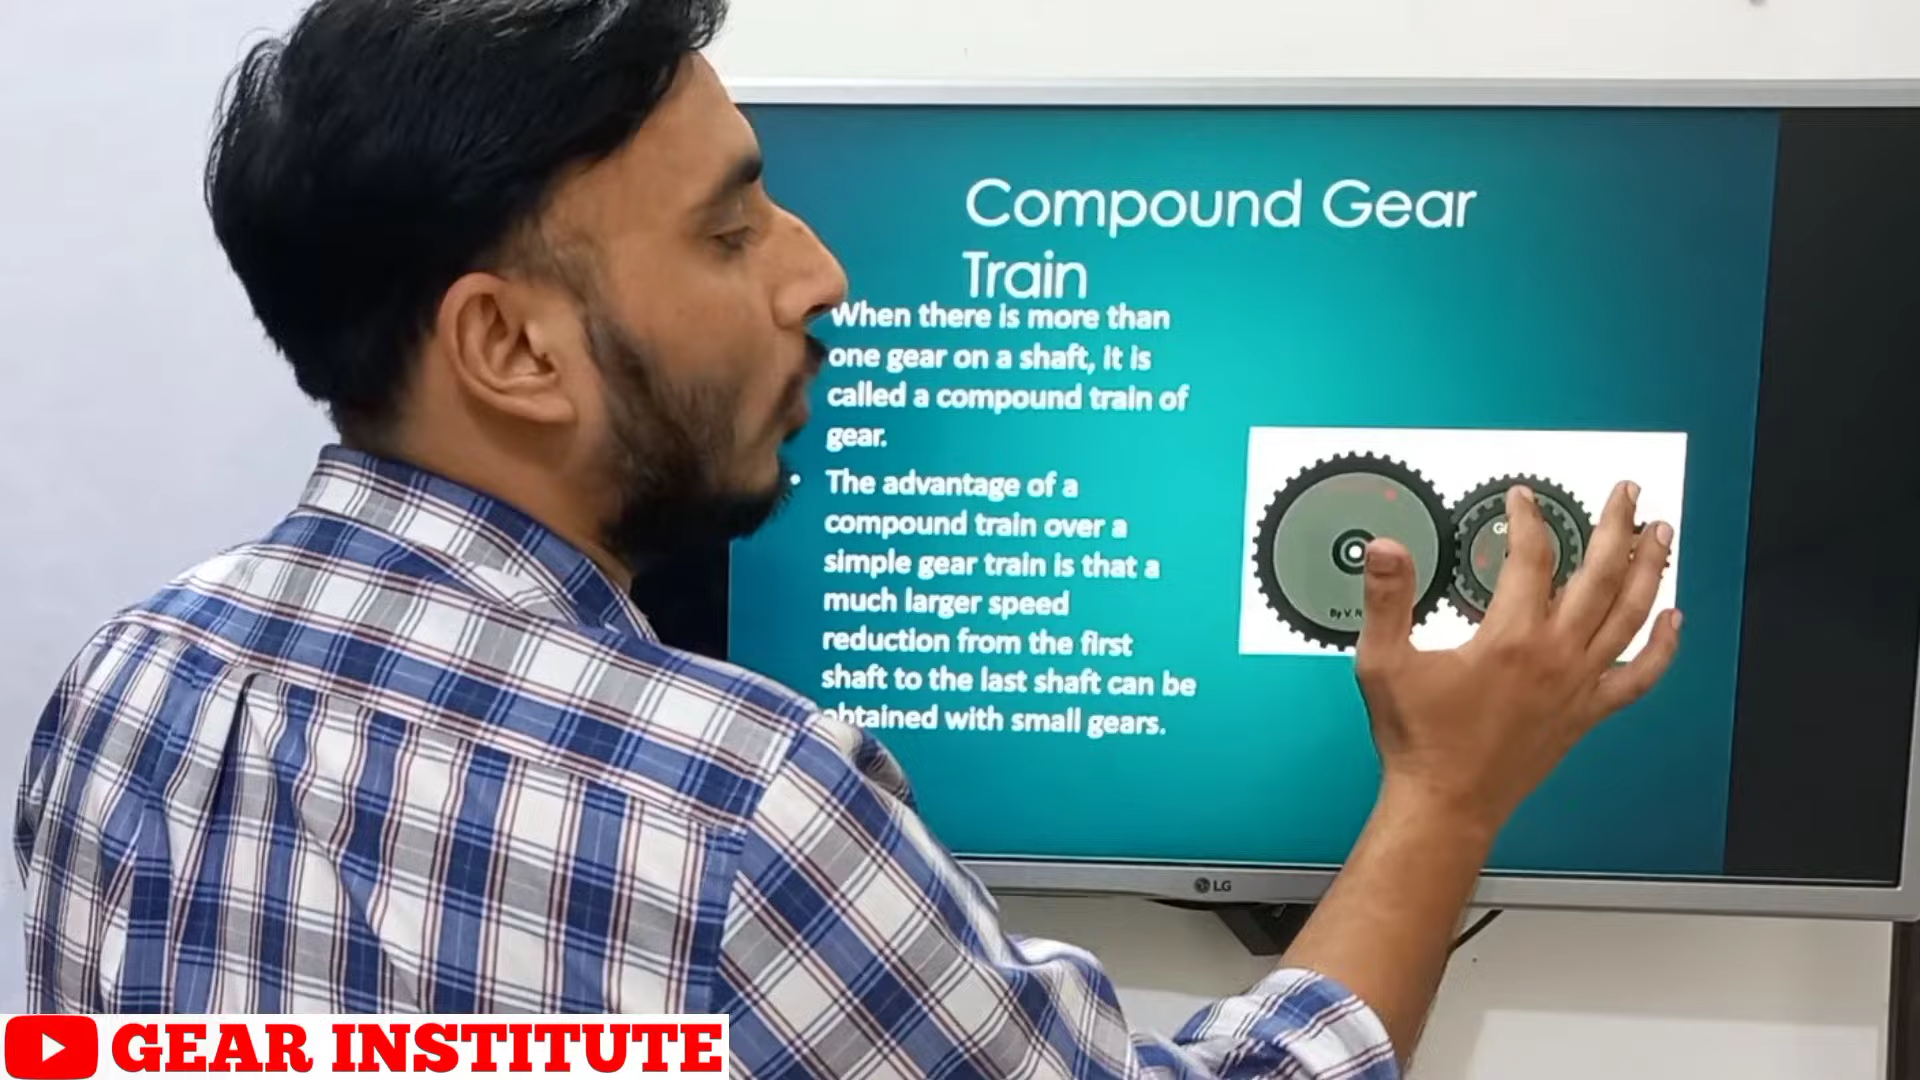 Compound Gear
Train
When there is more than
one gear on a shaft, it is
called a compound train of
gear.
• The advantage of a
compound train over a
simple gear train is that a
much larger speed
reduction from the first
shaft to the last shaft can be
obtained with small gears.
By V.
LG
GEAR INSTITUTE